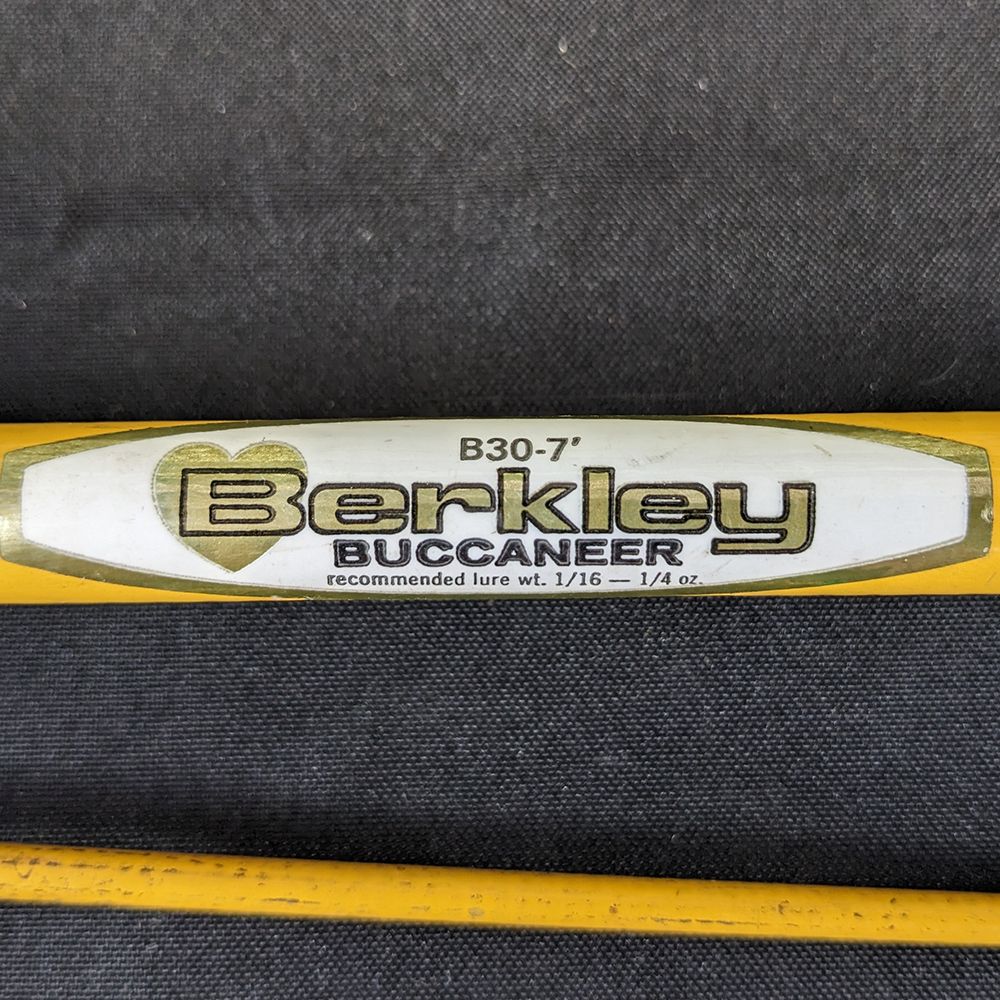 B30-7'
Berkley
BUCCANEER
recommended lure wt. 1/16 — 1/4 oz.